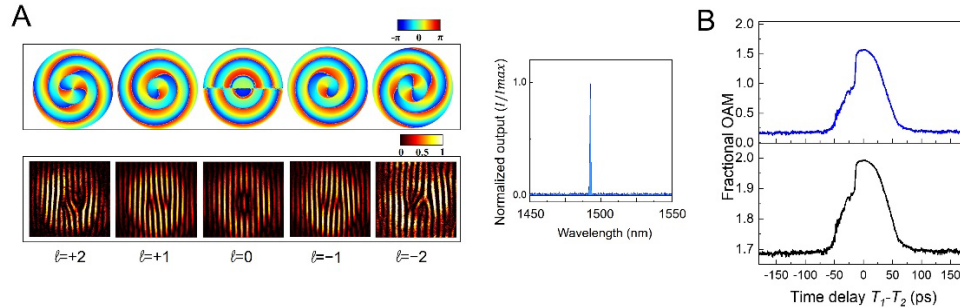 A
-π π
0 0.5 1
ℓ=+2 ℓ=+1 ℓ=0 ℓ=−1 ℓ=−2
Normalized output (I/Imax)
1.0
0.0
1450 1500 1550
Wavelength (nm)
B
Fractional OAM
2.0
1.5
1.0
0.5
0.0
2.0
1.9
1.8
1.7
-150 -100 -50 0 50 100 150
Time delay T1-T2 (ps)